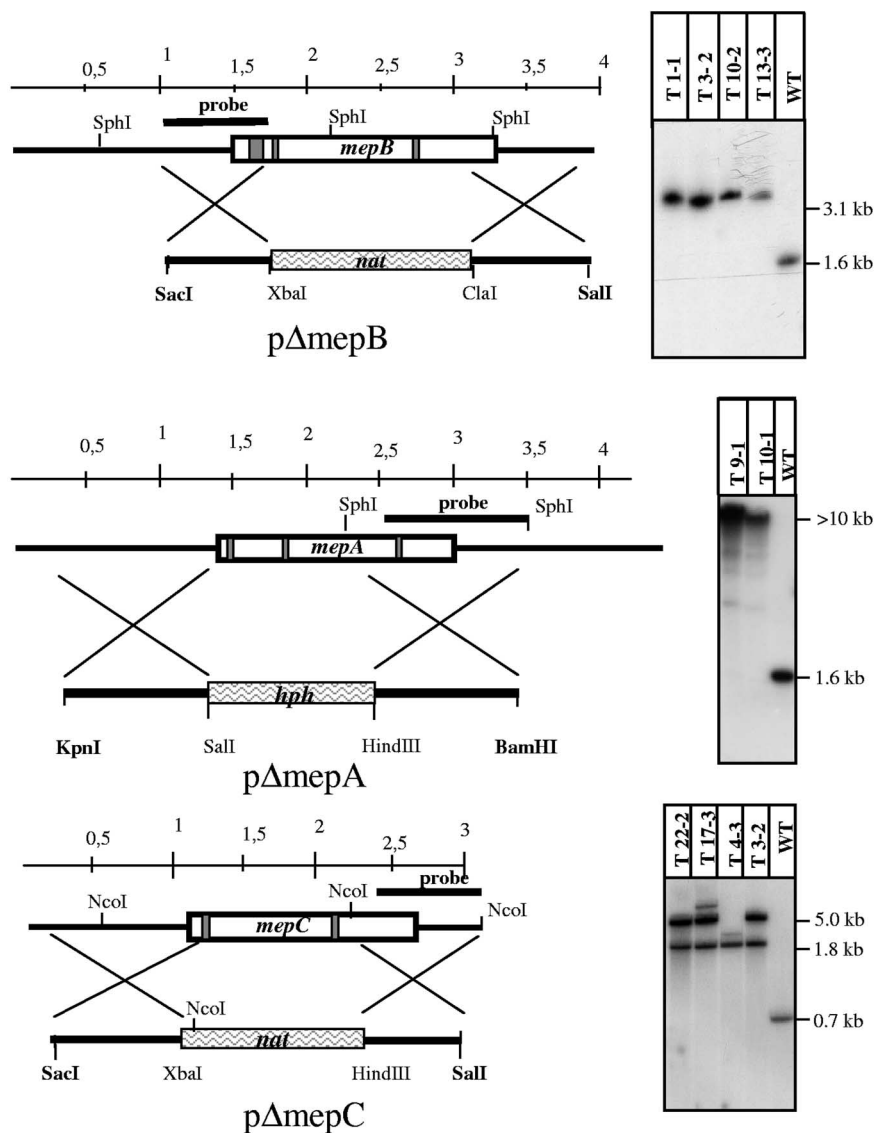 0,5 1 1,5 2 2,5 3 3,5 4
probe
SphI SphI SphI
mepB
nat
SacI XbaI ClaI SalI
pΔmepB
T 1-1 T 3- 2 T 10-2 T 13-3 WT
3.1 kb
1.6 kb
0,5 1 1,5 2 2,5 3 3,5 4
SphI probe SphI
mepA
hph
KpnI SalI HindIII BamHI
pΔmepA
T 9-1 T 10-1 WT
>10 kb
1.6 kb
0,5 1 1,5 2 2,5 3
probe
NcoI NcoI NcoI
mepC
NcoI
nat
SacI XbaI HindIII SalI
pΔmepC
T 22-2 T 17-3 T 4-3 T 3-2 WT
5.0 kb
1.8 kb
0.7 kb